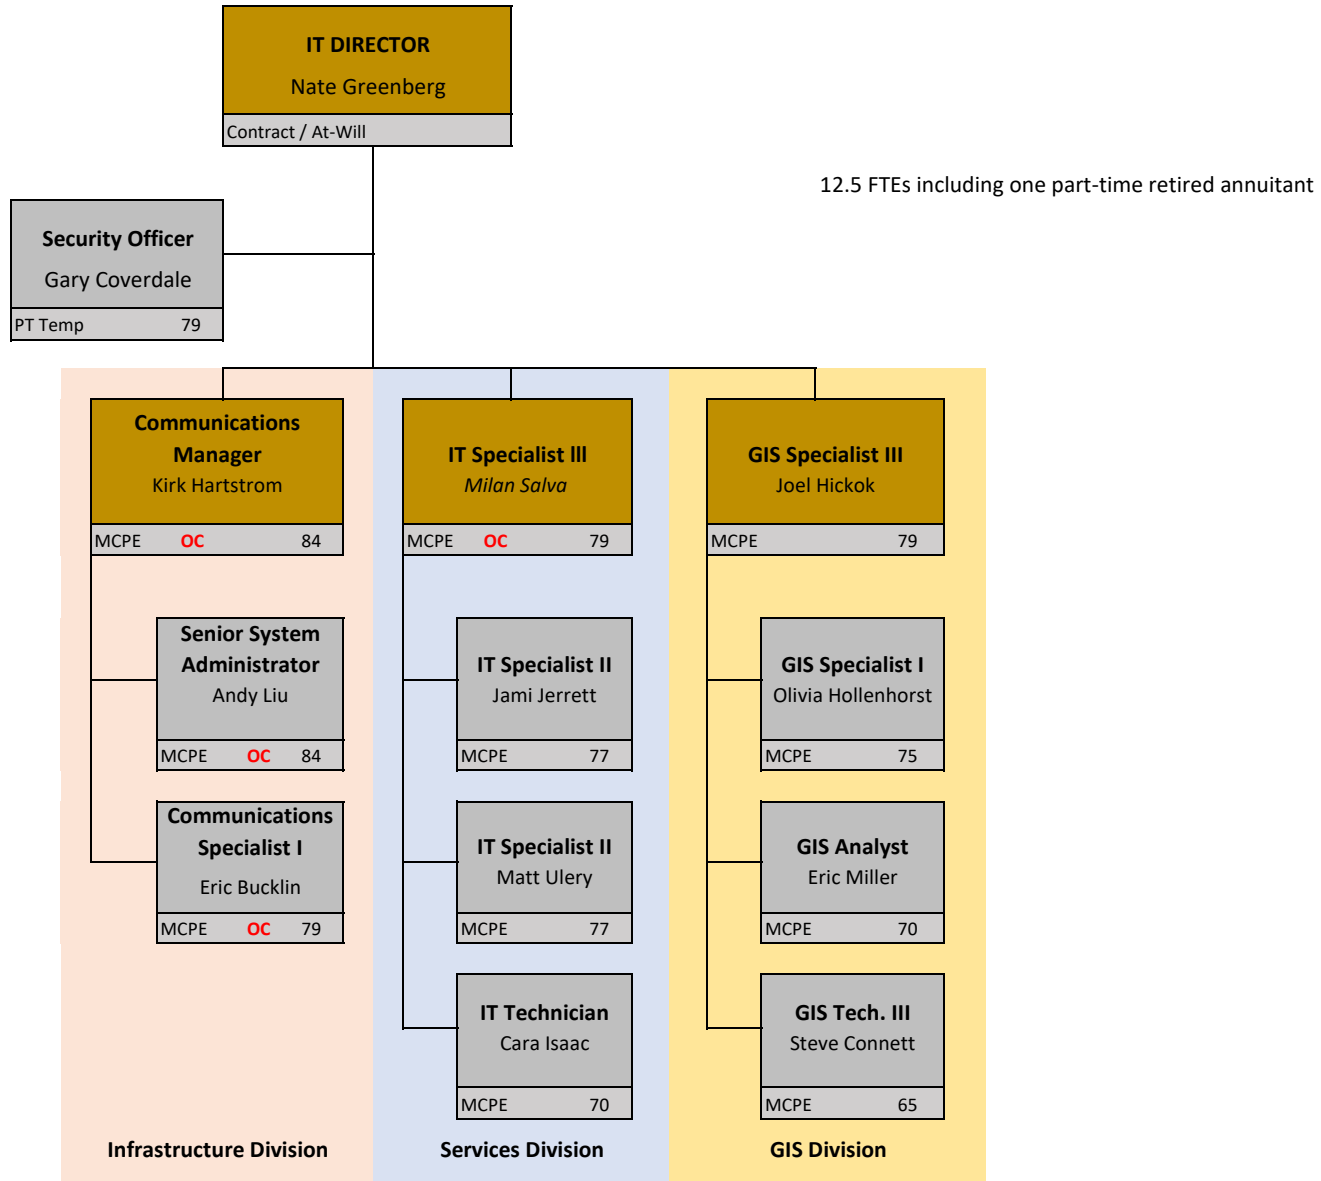 IT DIRECTOR
Nate Greenberg
Contract / At-Will
12.5 FTEs including one part-time retired annuitant
Security Officer
Gary Coverdale
PT Temp 79
Communications
Manager
Kirk Hartstrom
MCPE OC 84
IT Specialist lll
Milan Salva
MCPE OC 79
GIS Specialist III
Joel Hickok
MCPE 79
Senior System
Administrator
Andy Liu
MCPE OC 84
IT Specialist II
Jami Jerrett
MCPE 77
GIS Specialist I
Olivia Hollenhorst
MCPE 75
Communications
Specialist I
Eric Bucklin
MCPE OC 79
IT Specialist II
Matt Ulery
MCPE 77
GIS Analyst
Eric Miller
MCPE 70
IT Technician
Cara Isaac
MCPE 70
GIS Tech. III
Steve Connett
MCPE 65
Infrastructure Division
Services Division
GIS Division